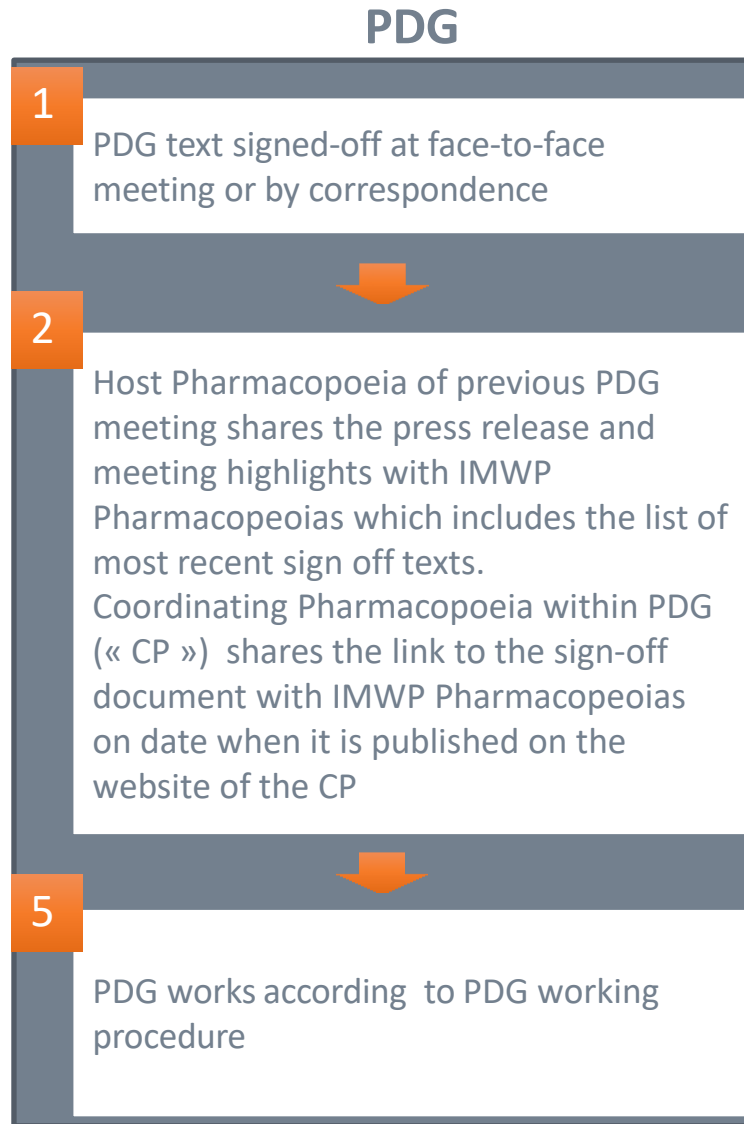 PDG
1
PDG text signed-off at face-to-face
meeting or by correspondence
2
Host Pharmacopoeia of previous PDG
meeting shares the press release and
meeting highlights with IMWP
Pharmacopeoias which includes the list of
most recent sign off texts.
Coordinating Pharmacopoeia within PDG
(« CP »)  shares the link to the sign-off
document with IMWP Pharmacopeoias
on date when it is published on the
website of the CP
5
PDG works according  to PDG working
procedure